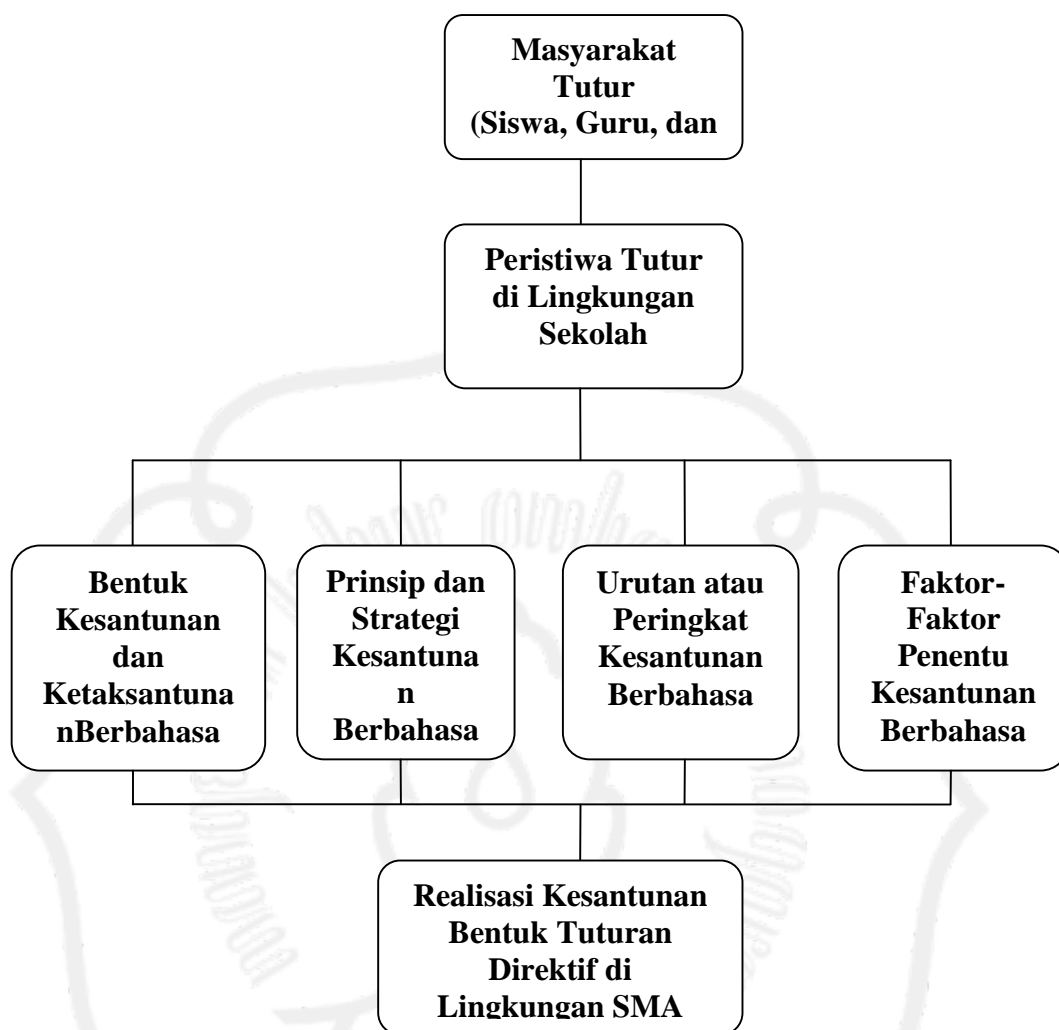 Masyarakat
Tutur
(Siswa, Guru, dan
Peristiwa Tutur
di Lingkungan
Sekolah
Bentuk
Kesantunan
dan
Ketaksantuna
nBerbahasa
Prinsip dan
Strategi
Kesantuna
n
Berbahasa
Urutan atau
Peringkat
Kesantunan
Berbahasa
Faktor-
Faktor
Penentu
Kesantunan
Berbahasa
Realisasi Kesantunan
Bentuk Tuturan
Direktif di
Lingkungan SMA